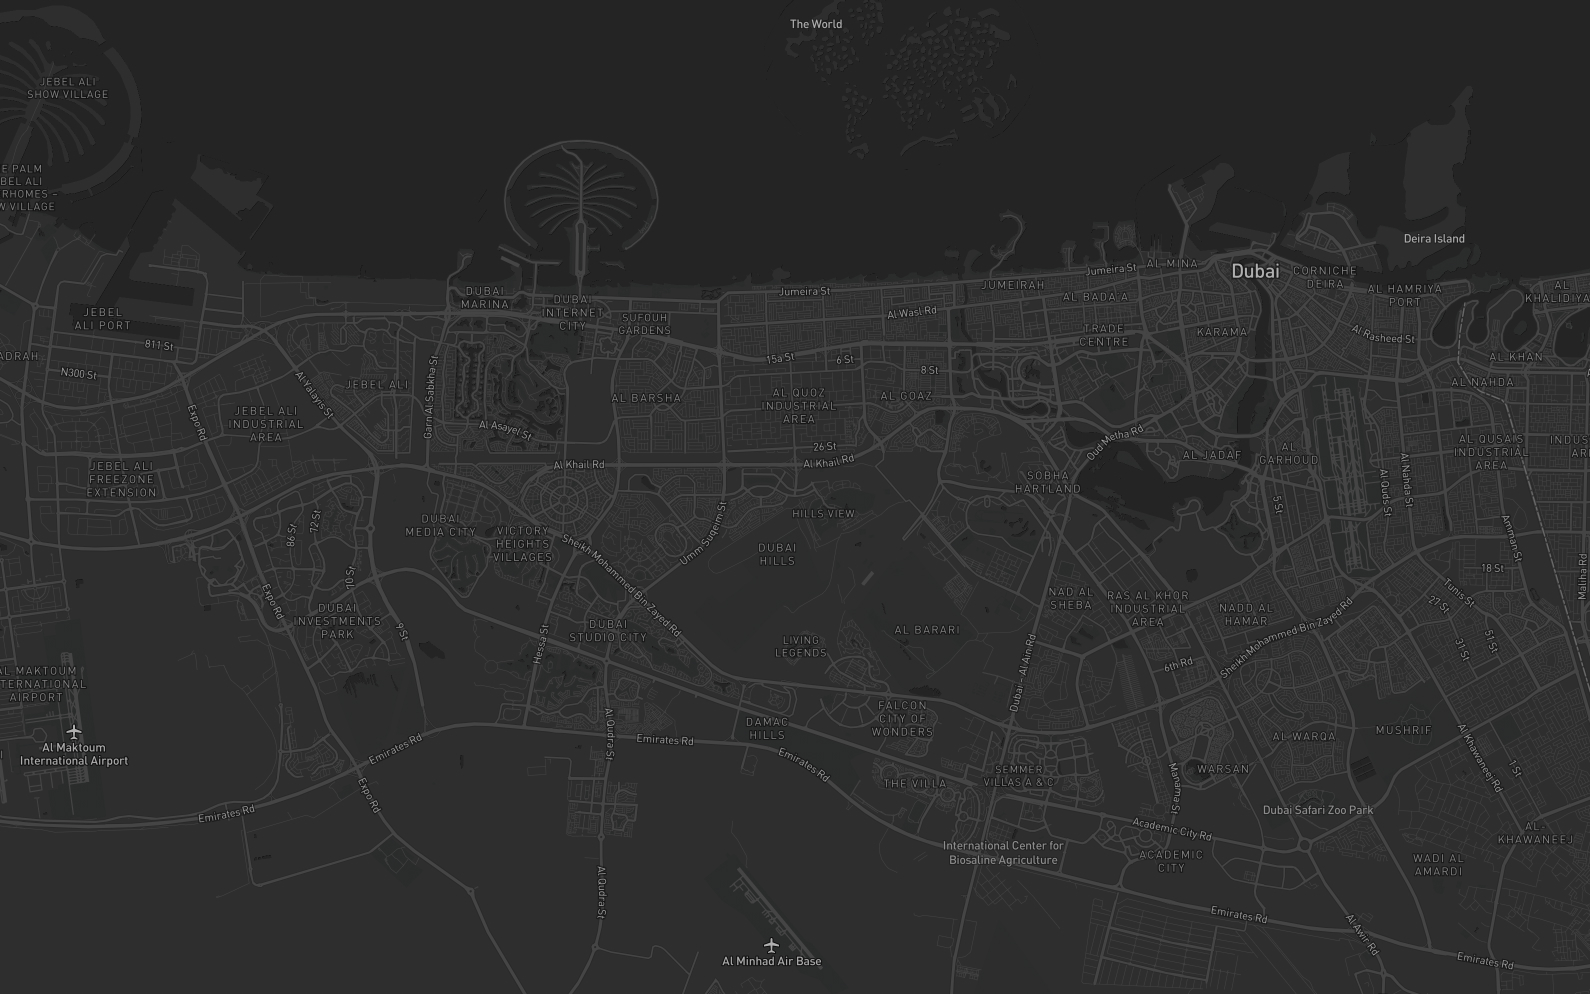 The World
JEBEL ALI
SHOW VILLAGE
E PALM
BEL ALI
RHOMES -
W VILLAGE
Deira Island
AL MINA
Jumeira St
Dubai
CORNICHE
DEIRA
JUMEIRAH
AL HAMRIYA
PORT
AL
KHALIDIYA
DUBAI
MARINA
DUBAI
INTERNET
CITY
Jumeira St
AL BADA'A
Al Wasl Rd
SUFOUH
GARDENS
JEBEL
ALI PORT
TRADE
CENTRE
KARAMA
Al Rasheed St
811 St
ADRAH
15a St
6 St
AL KHAN
N300 St
8 St
AL NAHDA
Al Yalayis St
JEBEL ALI
Garn Al Sabkha St
AL BARSHA
AL QUOZ
INDUSTRIAL
AREA
AL GOAZ
Expo Rd
JEBEL ALI
INDUSTRIAL
AREA
Al Asayel St
26 St
Oud Metha Rd
AL JADAF
AL
GARHOUD
AL QUSAIS
INDUSTRIAL
AREA
INDUS
AR
Al Khail Rd
Al Khail Rd
JEBEL ALI
FREEZONE
EXTENSION
SOBHA
HARTLAND
Al Quds St
Al Nahda St
5 St
HILLS VIEW
86 St
72 St
DUBAI
MEDIA CITY
VICTORY
HEIGHTS
VILLAGES
Sheikh Mohammed Bin Zayed Rd
Umm Suqeim St
DUBAI
HILLS
Amman St
18 St
Maliha Rd
70 St
Expo Rd
NAD AL
SHEBA
RAS AL KHOR
INDUSTRIAL
AREA
NADD AL
HAMAR
Tunis St
27 St
DUBAI
INVESTMENTS
PARK
9 St
Hessa St
DUBAI
STUDIO CITY
LIVING
LEGENDS
AL BARARI
Dubai - Al Ain Rd
6th Rd
Sheikh Mohammed Bin Zayed Rd
31 St
51 St
AL-MAKTOUM
TERNATIONAL
AIRPORT
Al Maktoum
International Airport
Emirates Rd
Al Qudra St
Emirates Rd
DAMAC
HILLS
FALCON
CITY OF
WONDERS
Emirates Rd
AL WARQA
MUSHRIF
Al Khawaneej Rd
1 St
THE VILLA
SEMMER
VILLAS A & C
WARSAN
Manama St
Expo Rd
Emirates Rd
Dubai Safari Zoo Park
Academic City Rd
AL-
KHAWANEEJ
International Center for
Biosaline Agriculture
ACADEMIC
CITY
WADI AL
AMARDI
Al Qudra St
Emirates Rd
Al Awir Rd
Emirates Rd
Al Minhad Air Base